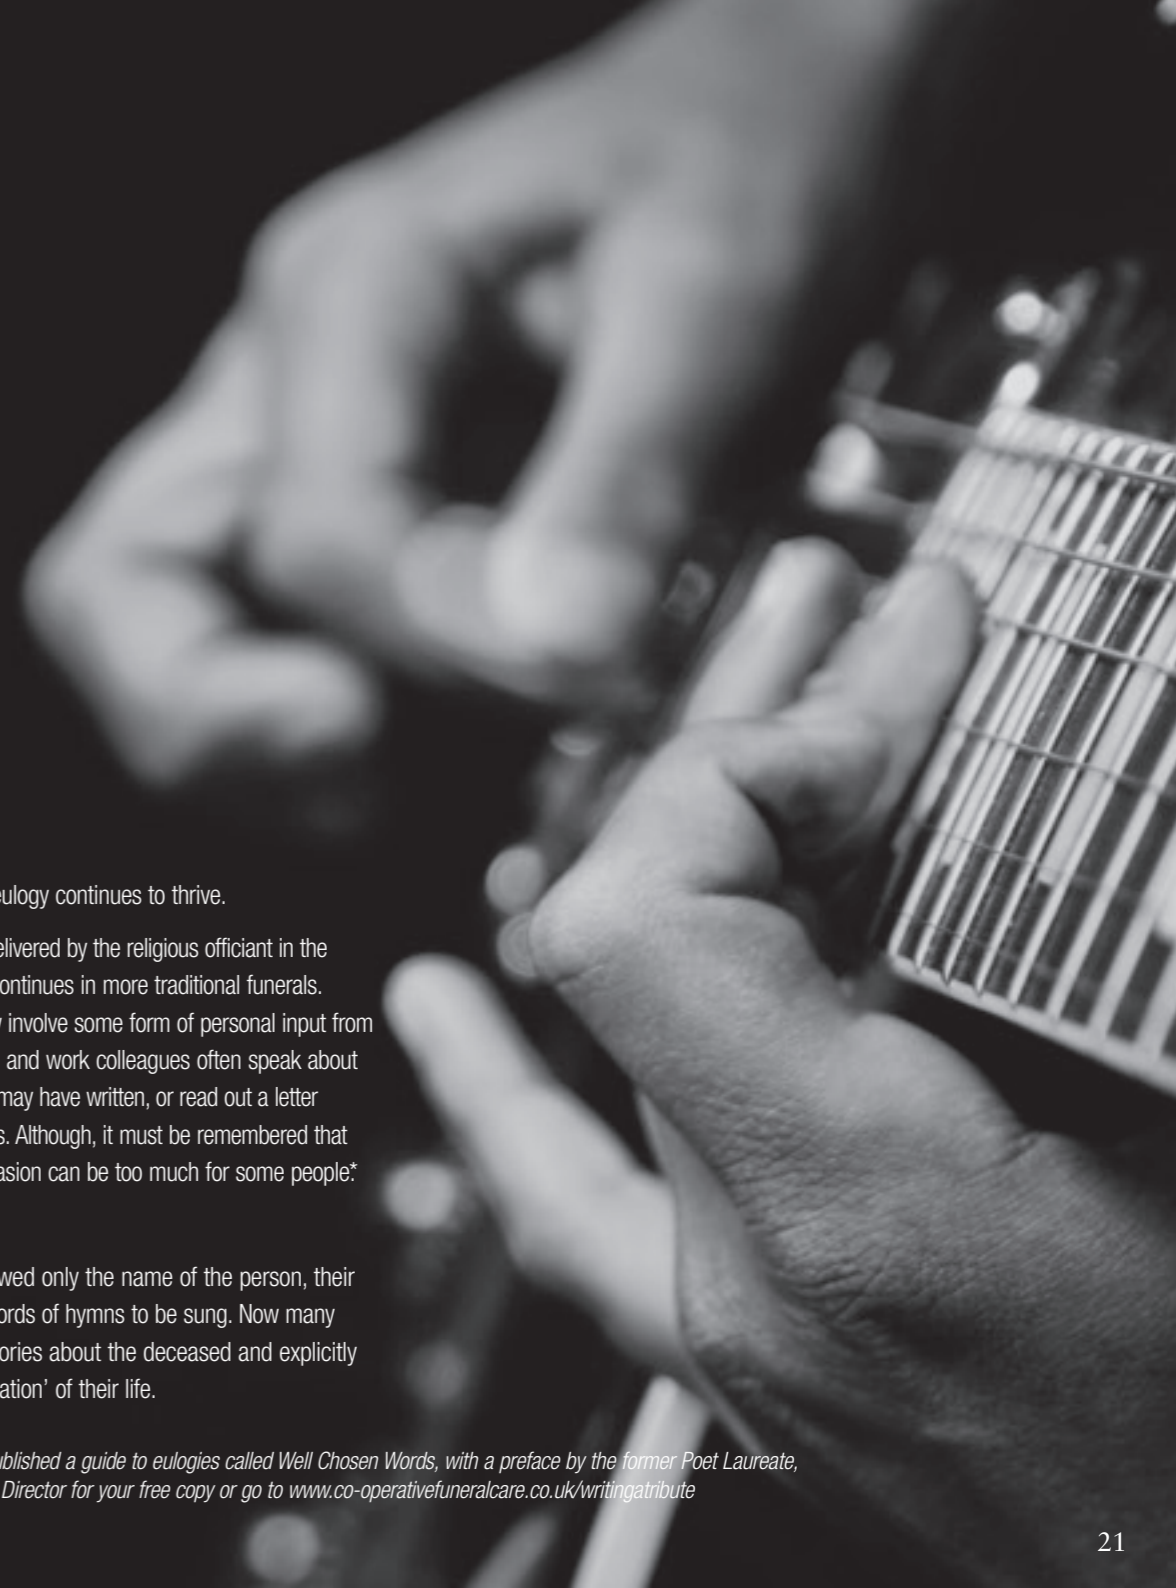 eulogy continues to thrive.
elivered by the religious officiant in the
ontinues in more traditional funerals.
involve some form of personal input from
and work colleagues often speak about
may have written, or read out a letter
s. Although, it must be remembered that
asion can be too much for some people*
wed only the name of the person, their
ords of hymns to be sung. Now many
ories about the deceased and explicitly
ation’ of their life.
ublished a guide to eulogies called Well Chosen Words, with a preface by the former Poet Laureate,
Director for your free copy or go to www.co-operativefuneralcare.co.uk/writingatribute
21